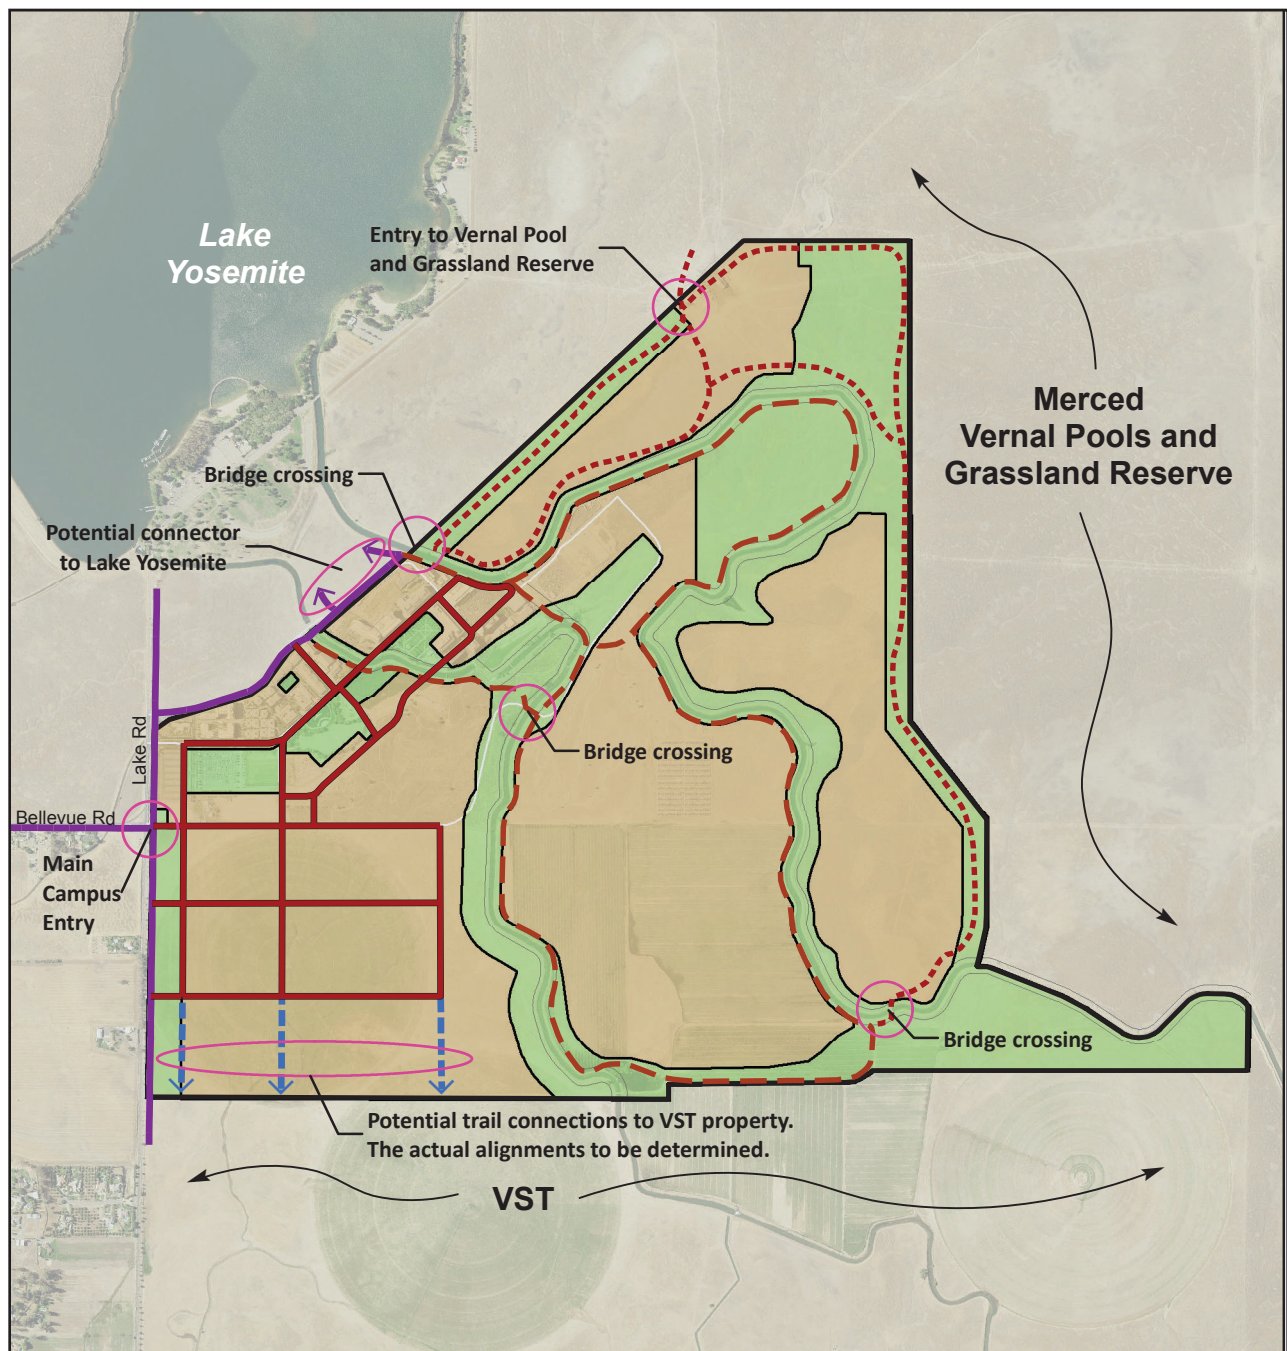 Lake
Yosemite
Entry to Vernal Pool
and Grassland Reserve
Merced
Vernal Pools and
Grassland Reserve
Bridge crossing
Potential connector
to Lake Yosemite
Bridge crossing
Lake Rd
Bellevue Rd
Main
Campus
Entry
Bridge crossing
Potential trail connections to VST property.
The actual alignments to be determined.
VST